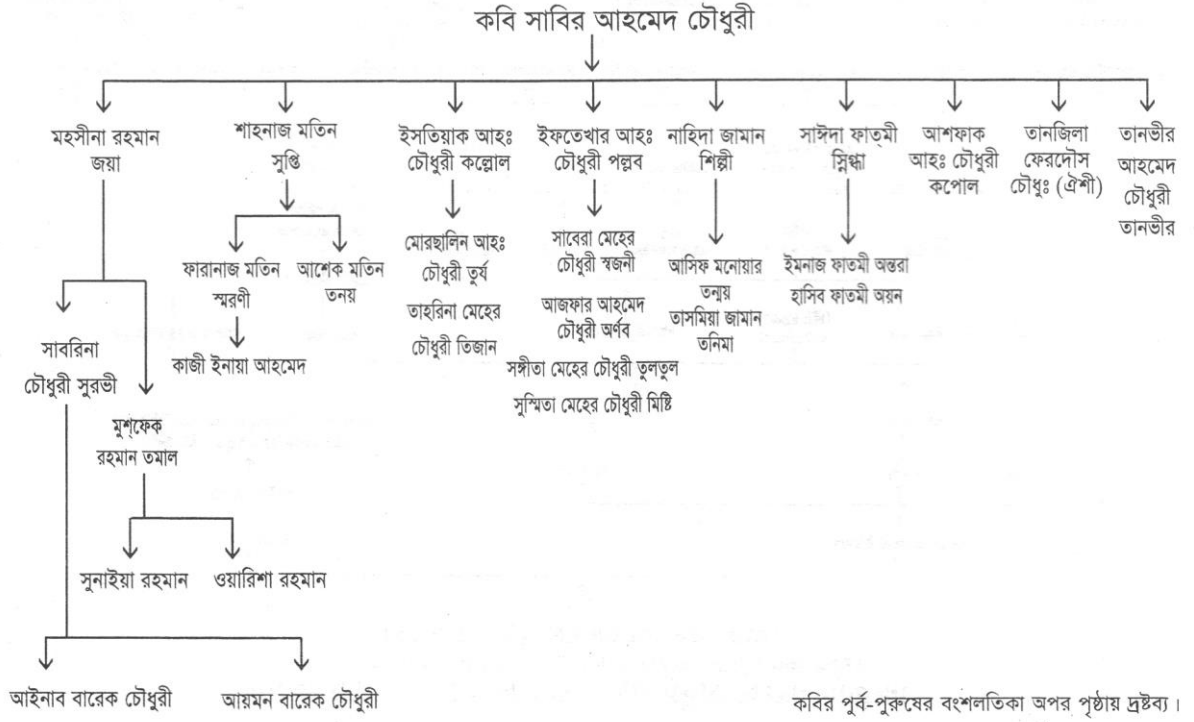 কবি সাবির আহমেদ চৌধুরী
মহসীনা রহমান
জয়া
শাহনাজ মতিন
সুপ্তি
ইসতিয়াক আহঃ
চৌধুরী কল্লোল
ইফতেখার আহঃ
চৌধুরী পল্লব
নাহিদা জামান
শিল্পী
সাঈদা ফাত্মী
স্নিগ্ধা
আশফাক
আহঃ চৌধুরী
কপোল
তানজিলা
ফেরদৌস
চৌধুঃ (ঐশী)
তানভীর
আহমেদ
চৌধুরী
তানভীর
সাবরিনা
চৌধুরী সুরভী
মুশ্ফেক
রহমান তমাল
ফারানাজ মতিন
স্মরণী
আশেক মতিন
তনয়
কাজী ইনায়া আহমেদ
মোরছালিন আহঃ
চৌধুরী তুর্য
তাহরিনা মেহের
চৌধুরী তিজান
সাবেরা মেহের
চৌধুরী স্বজনী
আজফার আহমেদ
চৌধুরী অর্ণব
সঙ্গীতা মেহের চৌধুরী তুলতুল
সুস্মিতা মেহের চৌধুরী মিষ্টি
আসিফ মনোয়ার
তন্ময়
তাসমিয়া জামান
তনিমা
ইমনাজ ফাতমী অন্তরা
হাসিব ফাতমী অয়ন
সুনাইয়া রহমান
ওয়ারিশা রহমান
আইনাব বারেক চৌধুরী
আয়মন বারেক চৌধুরী
কবির পুর্ব-পুরুষের বংশলতিকা অপর পৃষ্ঠায় দ্রষ্টব্য।